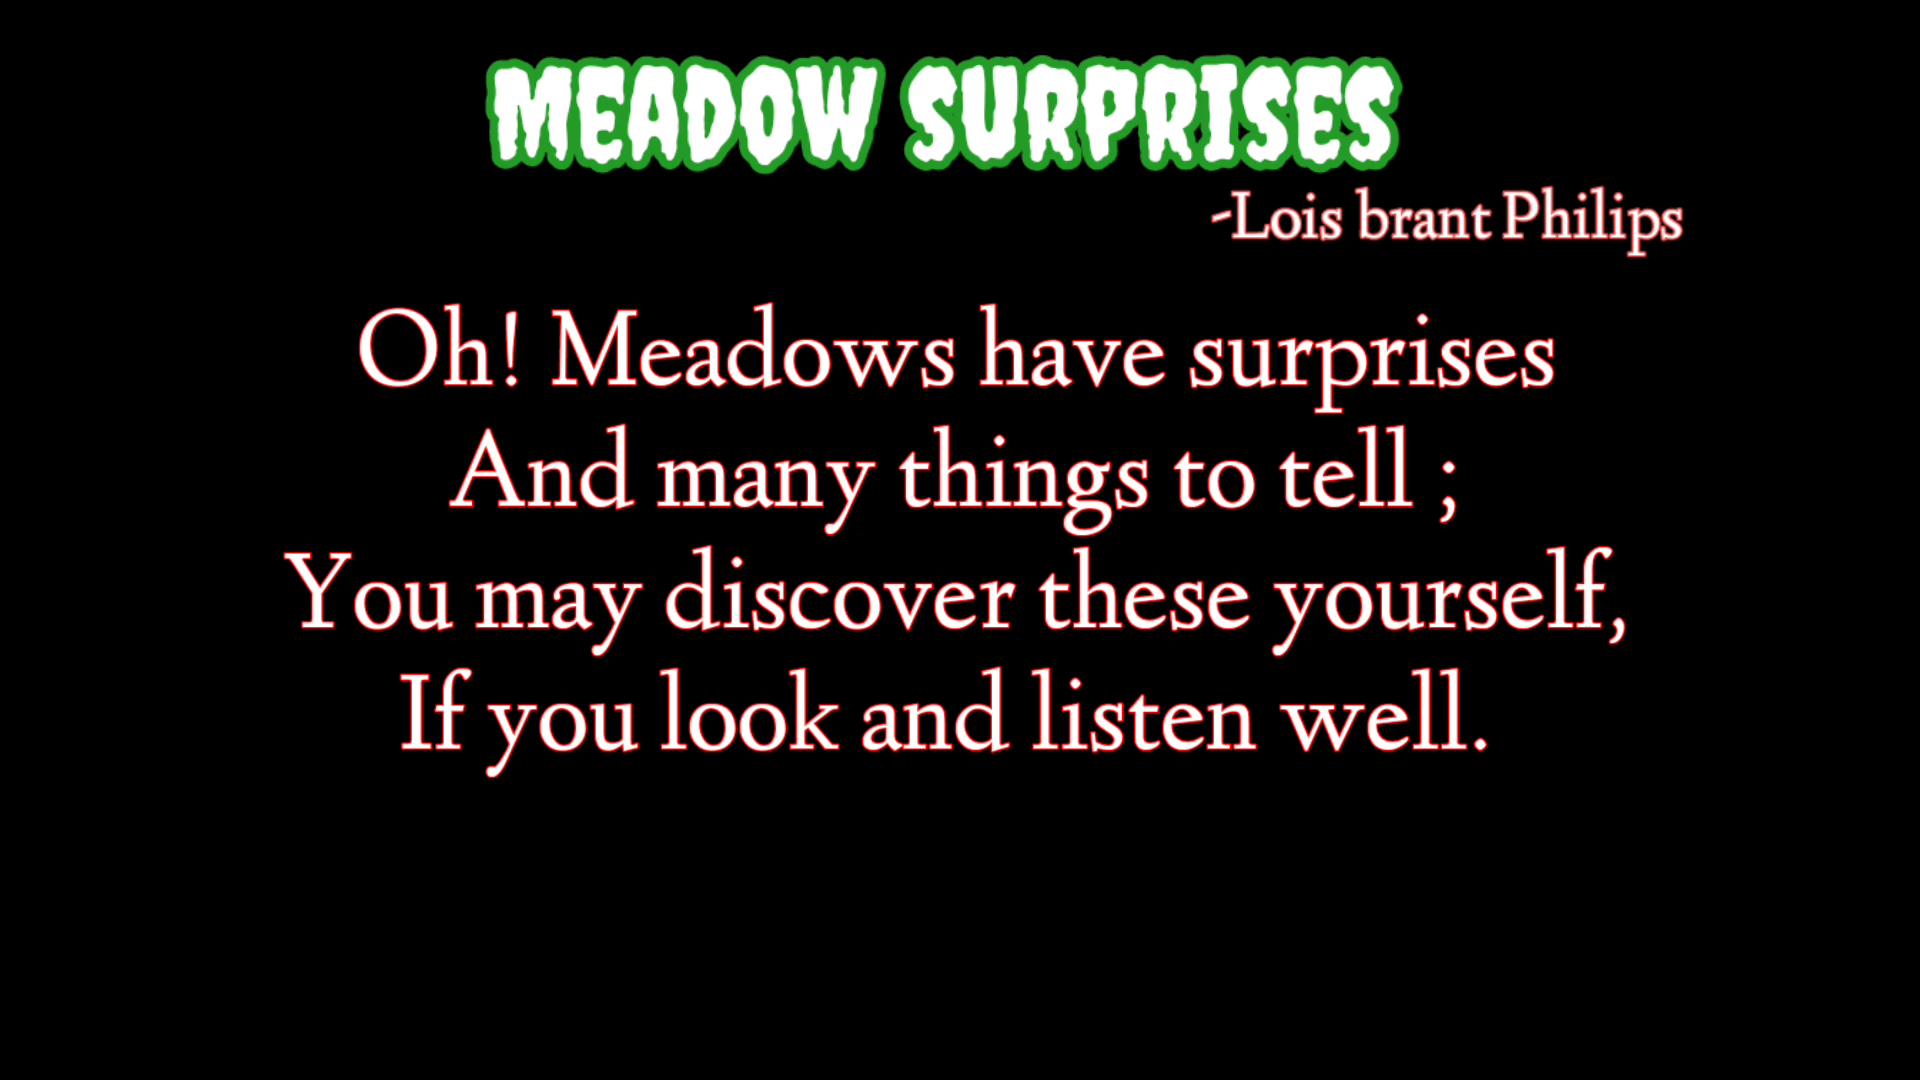 MEADOW SURPRISES
-Lois brant Philips
Oh! Meadows have surprises
And many things to tell ;
You may discover these yourself,
If you look and listen well.